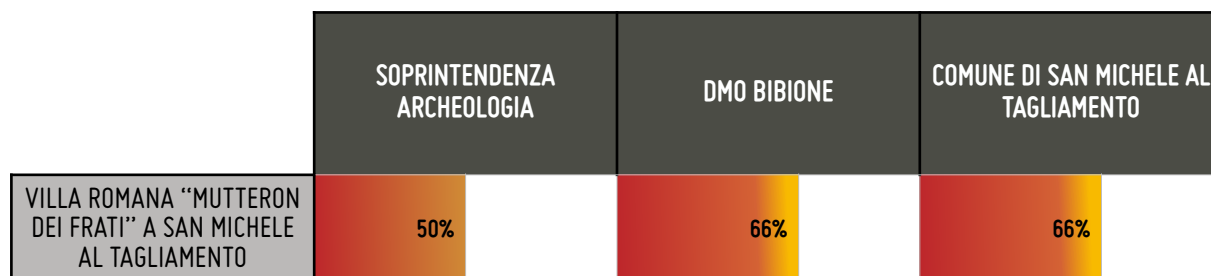 SOPRINTENDENZA
ARCHEOLOGIA
DMO BIBIONE
COMUNE DI SAN MICHELE AL
TAGLIAMENTO
VILLA ROMANA “MUTTERON
DEI FRATI” A SAN MICHELE
AL TAGLIAMENTO
50%
66%
66%